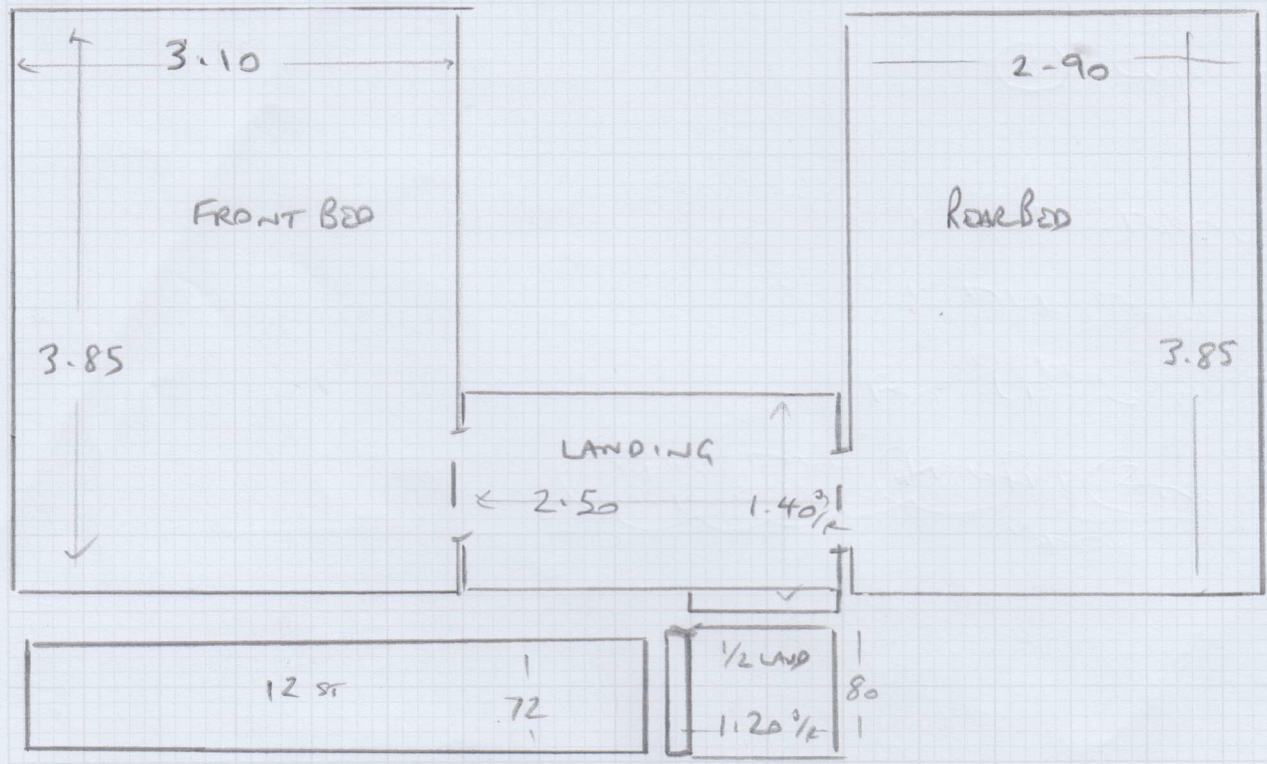 3.10
2-90
FRONT BED
REAR BED
3.85
3.85
LANDING
2.50
1.40 o/r
12 ST
72
1/2 LAND
80
1.20 o/r